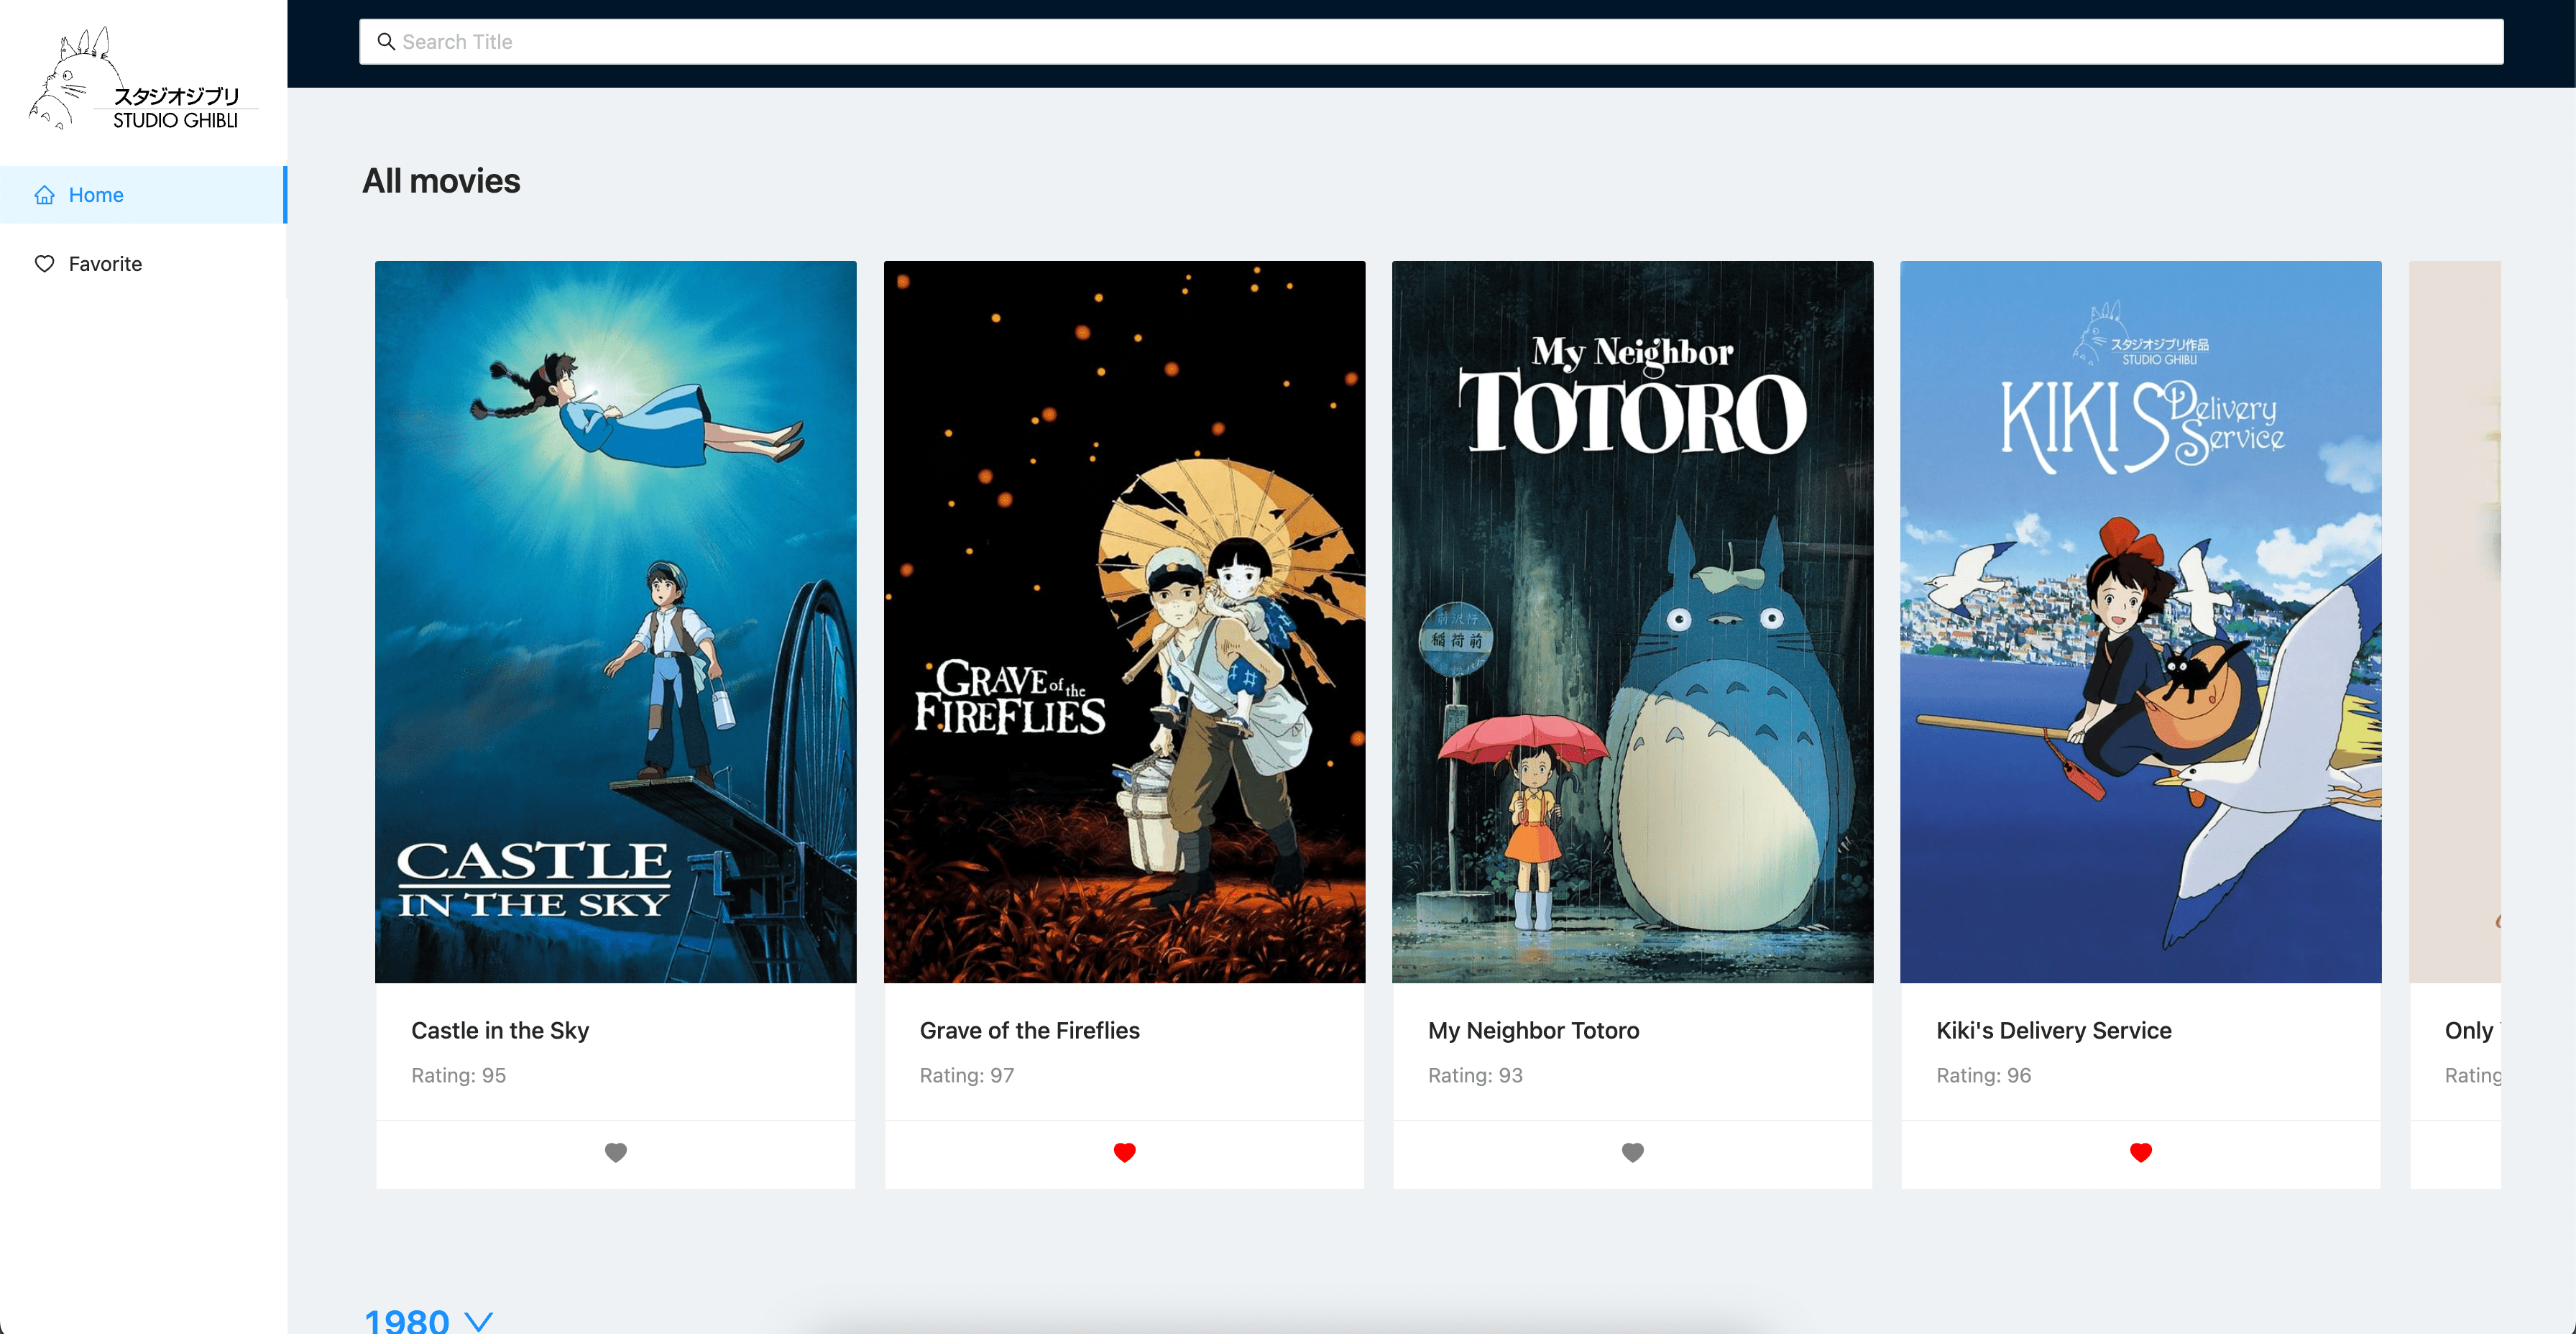 スタジオジブリ
STUDIO GHIBLI
Search Title
Home
Favorite
All movies
CASTLE
IN THE SKY
GRAVE of the
FIREFLIES
My Neighbor
TOTORO
稲荷前
スタジオジブリ作品
STUDIO GHIBLI
KIKI'S Delivery
Service
Castle in the Sky
Rating: 95
Grave of the Fireflies
Rating: 97
My Neighbor Totoro
Rating: 93
Kiki's Delivery Service
Rating: 96
Only
Rating
1980